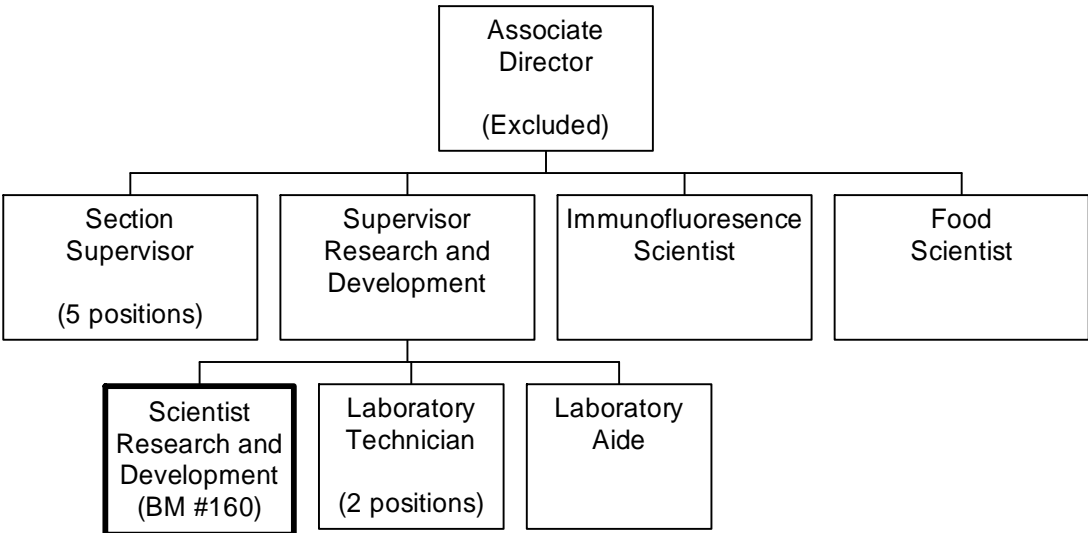 Associate
Director
(Excluded)
Section
Supervisor
(5 positions)
Supervisor
Research and
Development
Immunofluoresence
Scientist
Food
Scientist
Scientist
Research and
Development
(BM #160)
Laboratory
Technician
(2 positions)
Laboratory
Aide